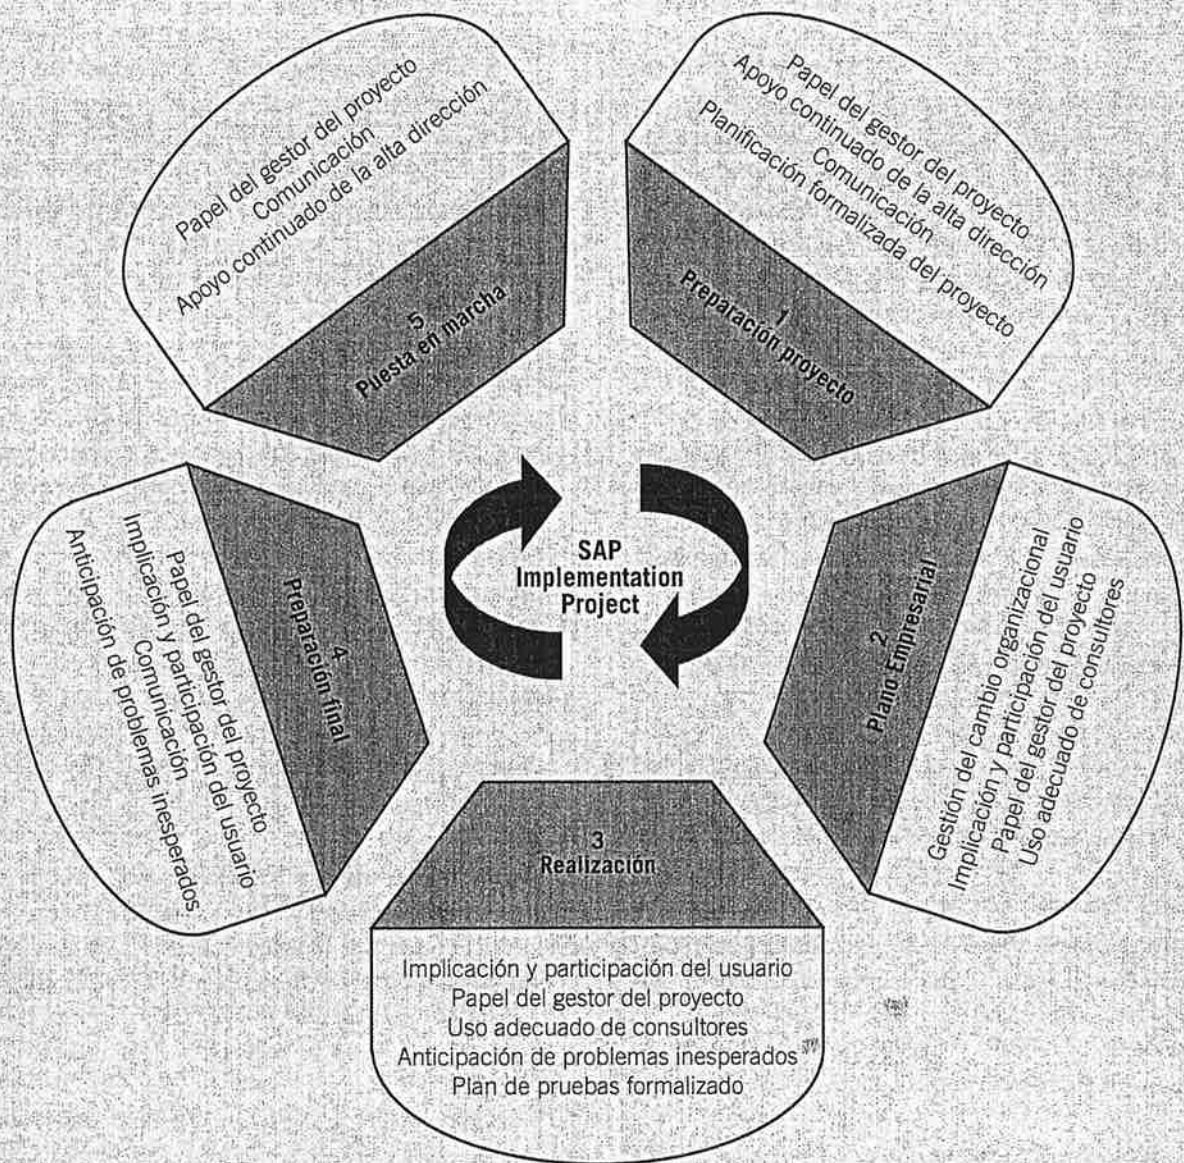 SAP
Implementation
Project
1
Preparación proyecto
Papel del gestor del proyecto
Apoyo continuado de la alta dirección
Comunicación
Planificación formalizada del proyecto
2
Plano Empresarial
Gestión del cambio organizacional
Implicación y participación del usuario
Papel del gestor del proyecto
Uso adecuado de consultores
3
Realización
Implicación y participación del usuario
Papel del gestor del proyecto
Uso adecuado de consultores
Anticipación de problemas inesperados
Plan de pruebas formalizado
4
Preparación final
Papel del gestor del proyecto
Implicación y participación del usuario
Comunicación
Anticipación de problemas inesperados
5
Puesta en marcha
Papel del gestor del proyecto
Comunicación
Apoyo continuado de la alta dirección